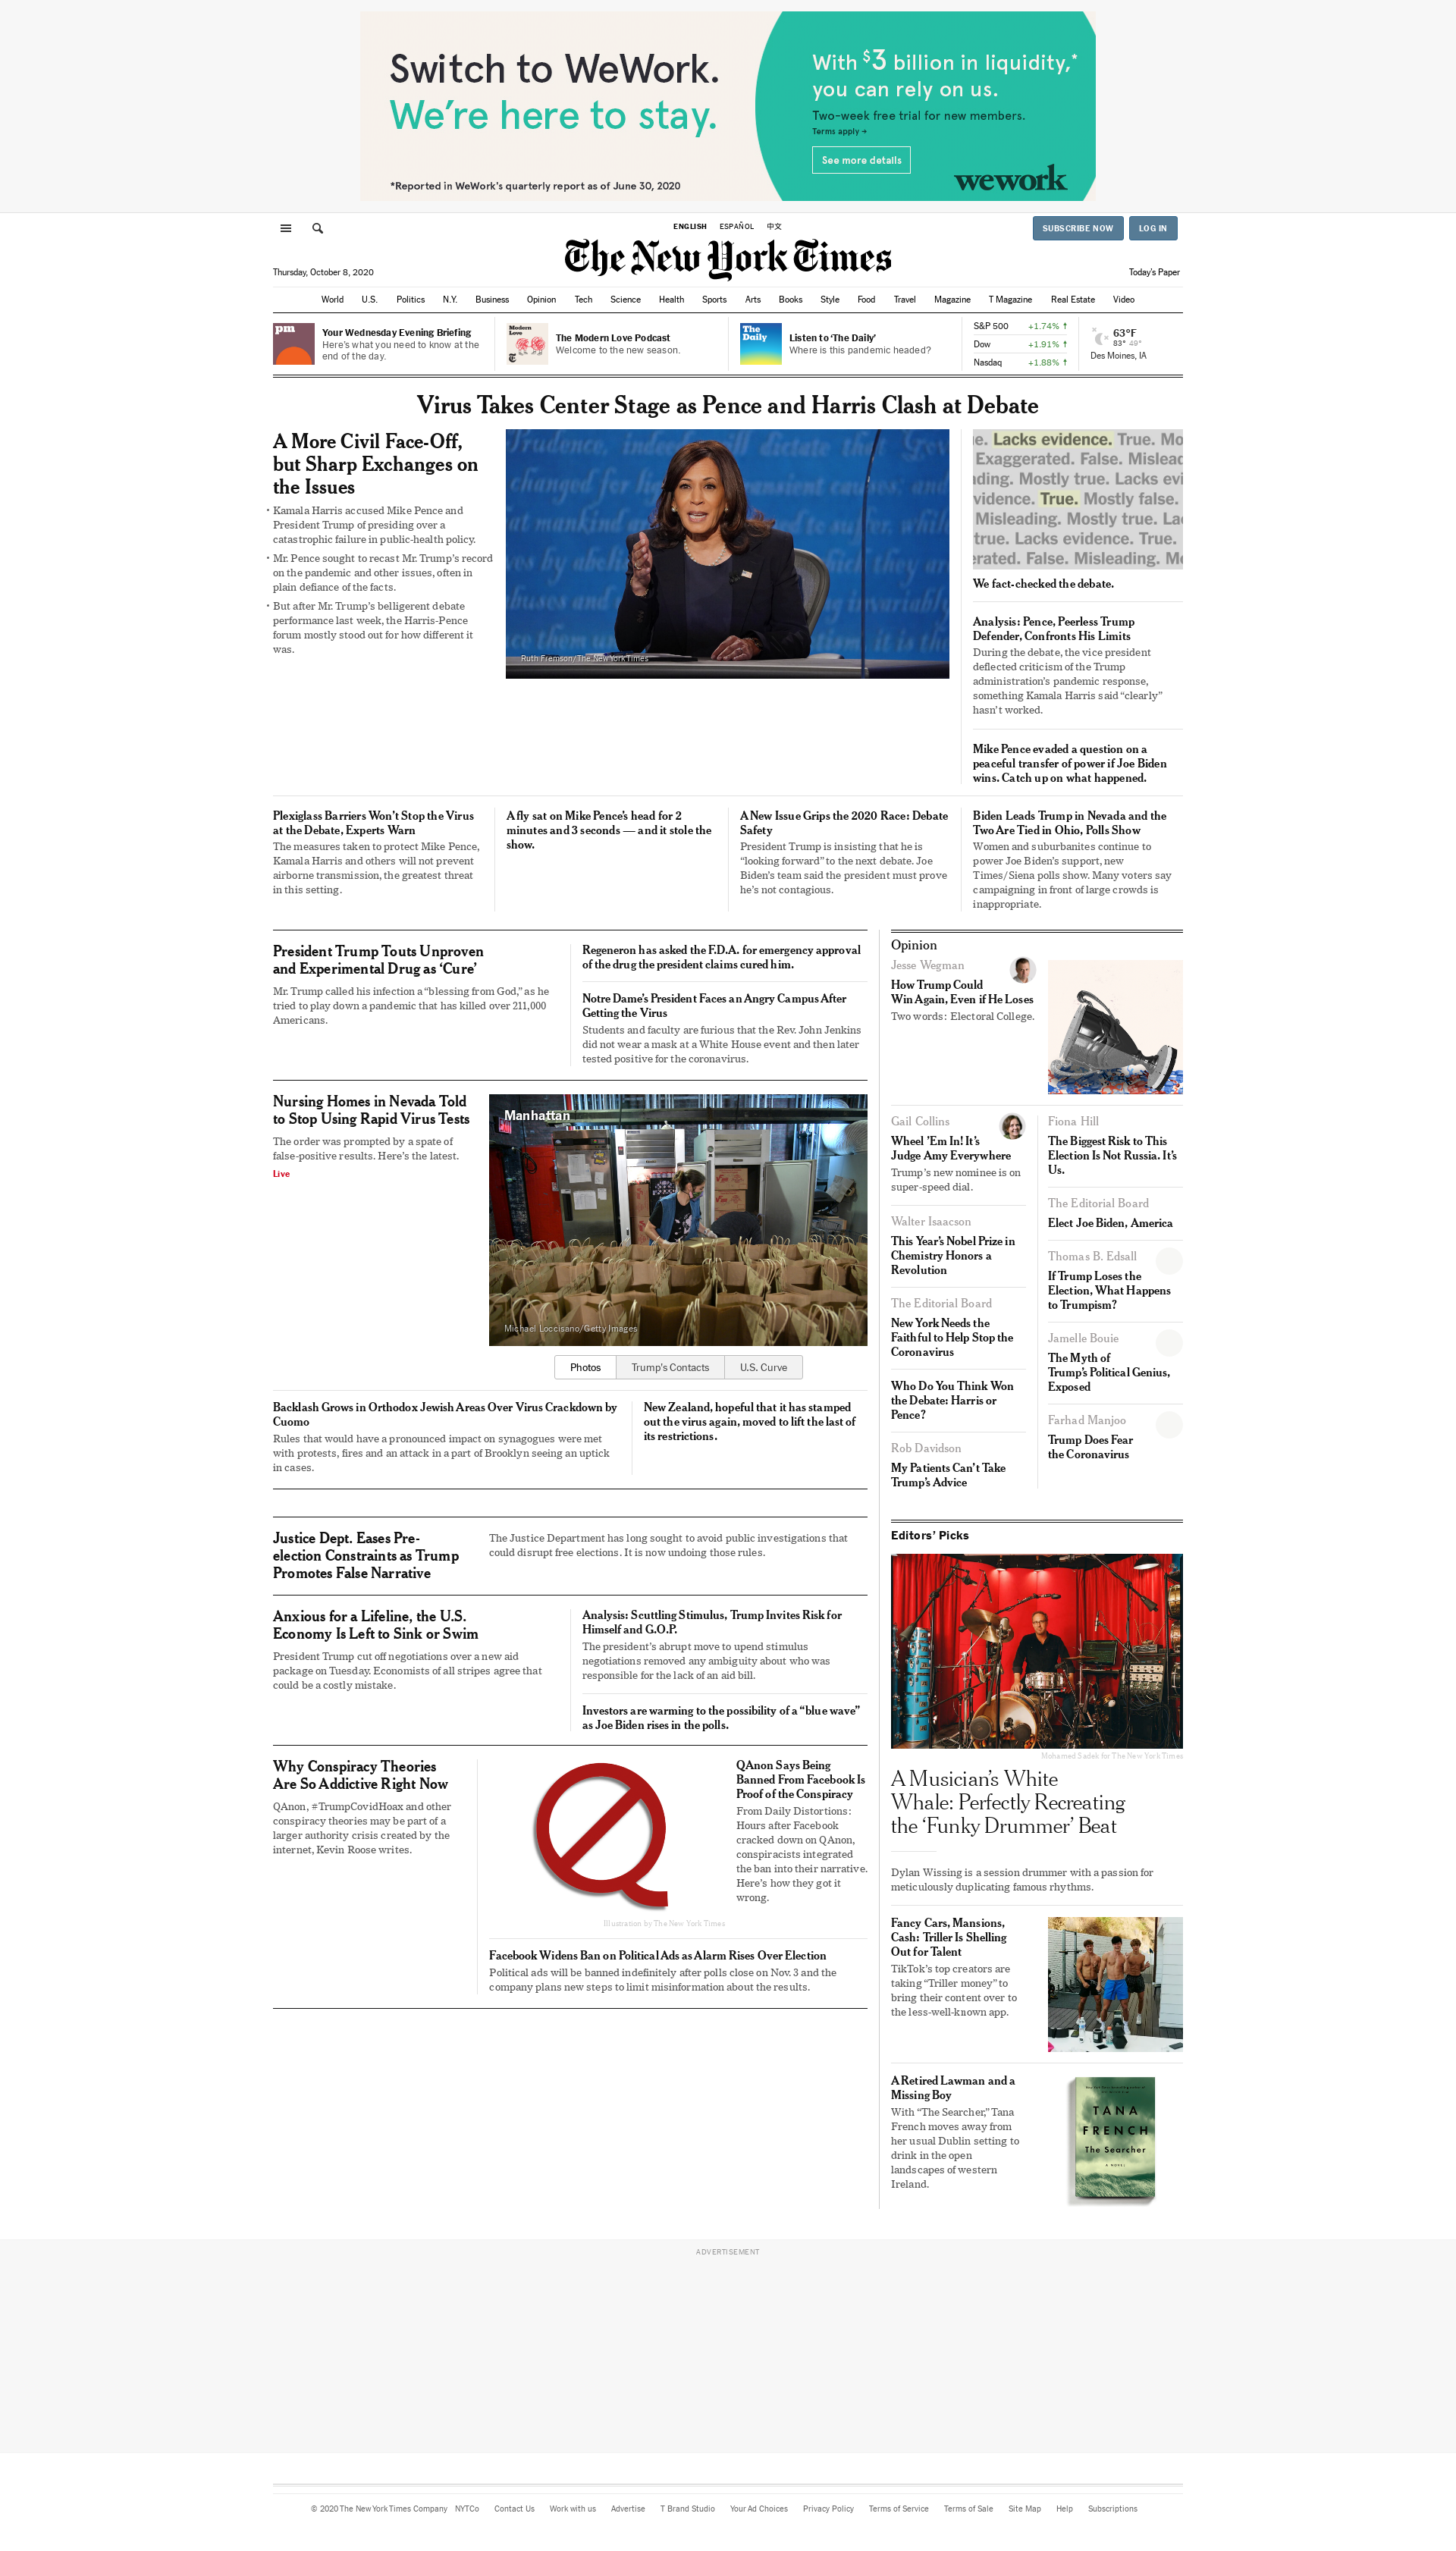 Switch to WeWork.
We're here to stay.
*Reported in WeWork's quarterly report as of June 30, 2020
With $3 billion in liquidity,*
you can rely on us.
Two-week free trial for new members.
Terms apply →
See more details
wework
ENGLISH ESPAÑOL 中文
SUBSCRIBE NOW LOG IN
The New York Times
Thursday, October 8, 2020
Today's Paper
World U.S. Politics N.Y. Business Opinion Tech Science Health Sports Arts Books Style Food Travel Magazine T Magazine Real Estate Video
pm
Your Wednesday Evening Briefing
Here's what you need to know at the
end of the day.
Modern
Love
The Modern Love Podcast
Welcome to the new season.
The
Daily
Listen to 'The Daily'
Where is this pandemic headed?
S&P 500 +1.74% ↑
Dow +1.91% ↑
Nasdaq +1.88% ↑
63°F
83° 49°
Des Moines, IA
Virus Takes Center Stage as Pence and Harris Clash at Debate
A More Civil Face-Off,
but Sharp Exchanges on
the Issues
• Kamala Harris accused Mike Pence and
President Trump of presiding over a
catastrophic failure in public-health policy.
• Mr. Pence sought to recast Mr. Trump's record
on the pandemic and other issues, often in
plain defiance of the facts.
• But after Mr. Trump's belligerent debate
performance last week, the Harris-Pence
forum mostly stood out for how different it
was.
Ruth Fremson/The New York Times
e. Lacks evidence. True. Mo
Exaggerated. False. Mislead
ng. Mostly true. Lacks evi
vidence. True. Mostly false.
Misleading. Mostly true. Lac
true. Lacks evidence. True.
erated. False. Misleading. Mo
We fact-checked the debate.
Analysis: Pence, Peerless Trump
Defender, Confronts His Limits
During the debate, the vice president
deflected criticism of the Trump
administration's pandemic response,
something Kamala Harris said “clearly”
hasn't worked.
Mike Pence evaded a question on a
peaceful transfer of power if Joe Biden
wins. Catch up on what happened.
Plexiglass Barriers Won't Stop the Virus
at the Debate, Experts Warn
The measures taken to protect Mike Pence,
Kamala Harris and others will not prevent
airborne transmission, the greatest threat
in this setting.
A fly sat on Mike Pence's head for 2
minutes and 3 seconds — and it stole the
show.
A New Issue Grips the 2020 Race: Debate
Safety
President Trump is insisting that he is
“looking forward” to the next debate. Joe
Biden's team said the president must prove
he's not contagious.
Biden Leads Trump in Nevada and the
Two Are Tied in Ohio, Polls Show
Women and suburbanites continue to
power Joe Biden's support, new
Times/Siena polls show. Many voters say
campaigning in front of large crowds is
inappropriate.
President Trump Touts Unproven
and Experimental Drug as ‘Cure’
Mr. Trump called his infection a “blessing from God,” as he
tried to play down a pandemic that has killed over 211,000
Americans.
Regeneron has asked the F.D.A. for emergency approval
of the drug the president claims cured him.
Notre Dame's President Faces an Angry Campus After
Getting the Virus
Students and faculty are furious that the Rev. John Jenkins
did not wear a mask at a White House event and then later
tested positive for the coronavirus.
Nursing Homes in Nevada Told
to Stop Using Rapid Virus Tests
The order was prompted by a spate of
false-positive results. Here's the latest.
Live
Manhattan
Michael Loccisano/Getty Images
Photos Trump's Contacts U.S. Curve
Backlash Grows in Orthodox Jewish Areas Over Virus Crackdown by
Cuomo
Rules that would have a pronounced impact on synagogues were met
with protests, fires and an attack in a part of Brooklyn seeing an uptick
in cases.
New Zealand, hopeful that it has stamped
out the virus again, moved to lift the last of
its restrictions.
Justice Dept. Eases Pre-
election Constraints as Trump
Promotes False Narrative
The Justice Department has long sought to avoid public investigations that
could disrupt free elections. It is now undoing those rules.
Anxious for a Lifeline, the U.S.
Economy Is Left to Sink or Swim
President Trump cut off negotiations over a new aid
package on Tuesday. Economists of all stripes agree that
could be a costly mistake.
Analysis: Scuttling Stimulus, Trump Invites Risk for
Himself and G.O.P.
The president's abrupt move to upend stimulus
negotiations removed any ambiguity about who was
responsible for the lack of an aid bill.
Investors are warming to the possibility of a “blue wave”
as Joe Biden rises in the polls.
Why Conspiracy Theories
Are So Addictive Right Now
QAnon, #TrumpCovidHoax and other
conspiracy theories may be part of a
larger authority crisis created by the
internet, Kevin Roose writes.
Illustration by The New York Times
QAnon Says Being
Banned From Facebook Is
Proof of the Conspiracy
From Daily Distortions:
Hours after Facebook
cracked down on QAnon,
conspiracists integrated
the ban into their narrative.
Here's how they got it
wrong.
Facebook Widens Ban on Political Ads as Alarm Rises Over Election
Political ads will be banned indefinitely after polls close on Nov. 3 and the
company plans new steps to limit misinformation about the results.
Opinion
Jesse Wegman
How Trump Could
Win Again, Even if He Loses
Two words: Electoral College.
Gail Collins
Wheel 'Em In! It's
Judge Amy Everywhere
Trump's new nominee is on
super-speed dial.
Walter Isaacson
This Year's Nobel Prize in
Chemistry Honors a
Revolution
The Editorial Board
New York Needs the
Faithful to Help Stop the
Coronavirus
Who Do You Think Won
the Debate: Harris or
Pence?
Rob Davidson
My Patients Can't Take
Trump's Advice
Fiona Hill
The Biggest Risk to This
Election Is Not Russia. It's
Us.
The Editorial Board
Elect Joe Biden, America
Thomas B. Edsall
If Trump Loses the
Election, What Happens
to Trumpism?
Jamelle Bouie
The Myth of
Trump's Political Genius,
Exposed
Farhad Manjoo
Trump Does Fear
the Coronavirus
Editors' Picks
Mohamed Sadek for The New York Times
A Musician's White
Whale: Perfectly Recreating
the ‘Funky Drummer’ Beat
Dylan Wissing is a session drummer with a passion for
meticulously duplicating famous rhythms.
Fancy Cars, Mansions,
Cash: Triller Is Shelling
Out for Talent
TikTok's top creators are
taking “Triller money” to
bring their content over to
the less-well-known app.
A Retired Lawman and a
Missing Boy
With “The Searcher,” Tana
French moves away from
her usual Dublin setting to
drink in the open
landscapes of western
Ireland.
TANA
FRENCH
The Searcher
A NOVEL
ADVERTISEMENT
© 2020 The New York Times Company NYTCo Contact Us Work with us Advertise T Brand Studio Your Ad Choices Privacy Policy Terms of Service Terms of Sale Site Map Help Subscriptions